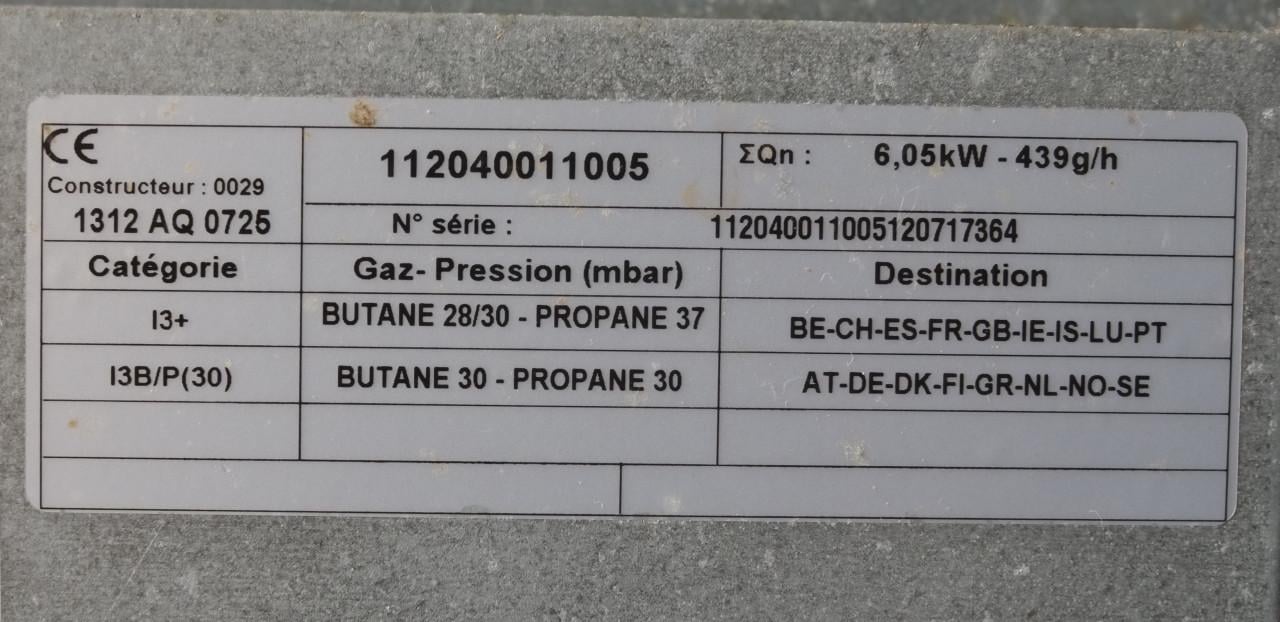 CE
Constructeur : 0029
1312 AQ 0725
112040011005
ΣQn : 6,05kW - 439g/h
N° série : 112040011005120717364
Catégorie Gaz- Pression (mbar) Destination
I3+ BUTANE 28/30 - PROPANE 37 BE-CH-ES-FR-GB-IE-IS-LU-PT
I3B/P(30) BUTANE 30 - PROPANE 30 AT-DE-DK-FI-GR-NL-NO-SE